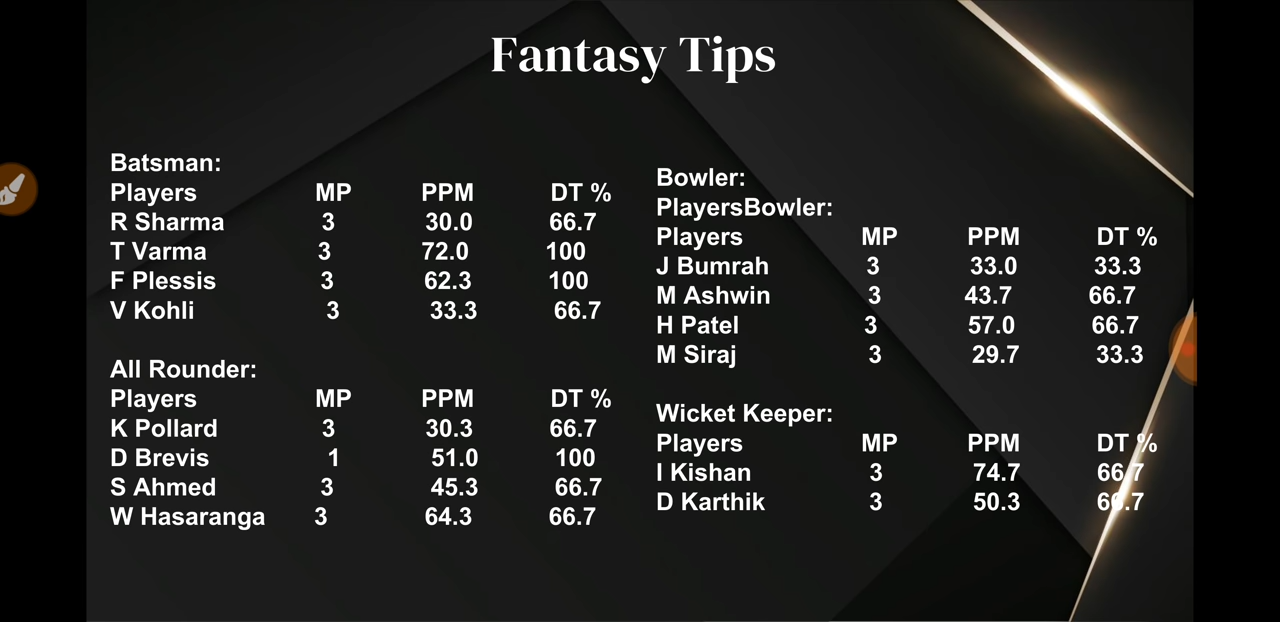 Fantasy Tips
Batsman:
Players MP PPM DT %
R Sharma 3 30.0 66.7
T Varma 3 72.0 100
F Plessis 3 62.3 100
V Kohli 3 33.3 66.7
All Rounder:
Players MP PPM DT %
K Pollard 3 30.3 66.7
D Brevis 1 51.0 100
S Ahmed 3 45.3 66.7
W Hasaranga 3 64.3 66.7
Bowler:
PlayersBowler:
Players MP PPM DT %
J Bumrah 3 33.0 33.3
M Ashwin 3 43.7 66.7
H Patel 3 57.0 66.7
M Siraj 3 29.7 33.3
Wicket Keeper:
Players MP PPM DT %
I Kishan 3 74.7 66.7
D Karthik 3 50.3 66.7